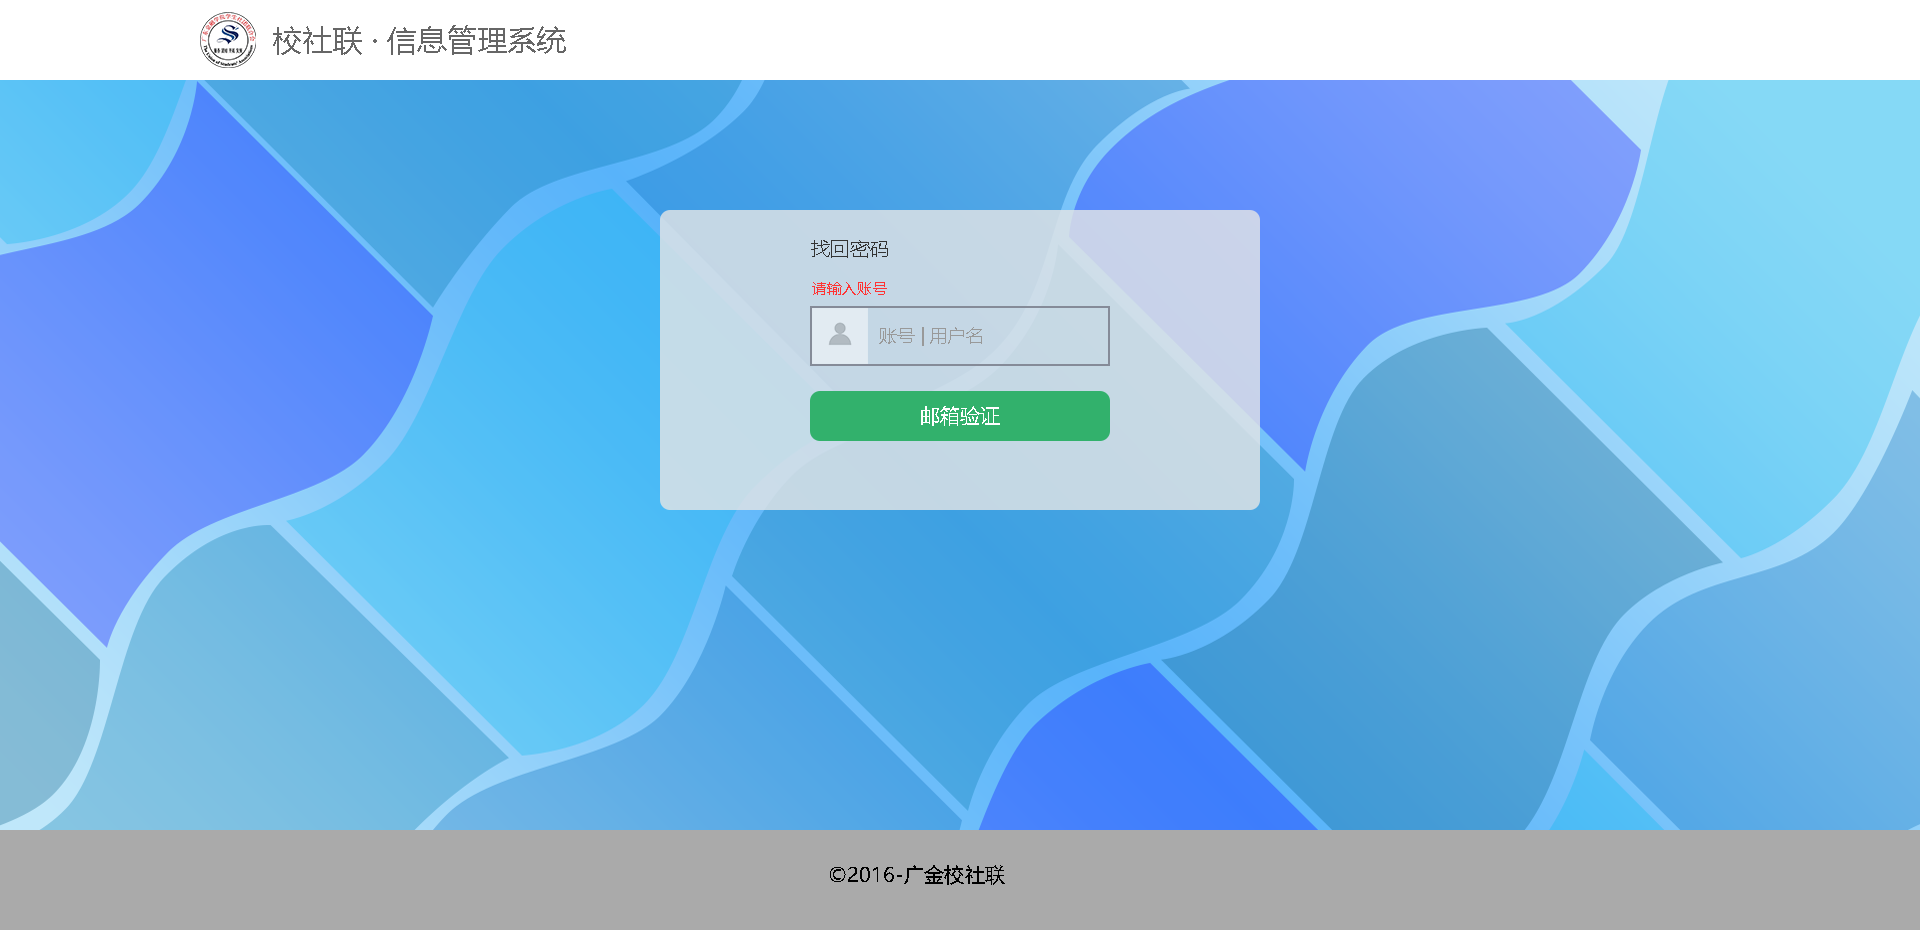 校社联 · 信息管理系统
找回密码
请输入账号
账号 | 用户名
邮箱验证
©2016-广金校社联